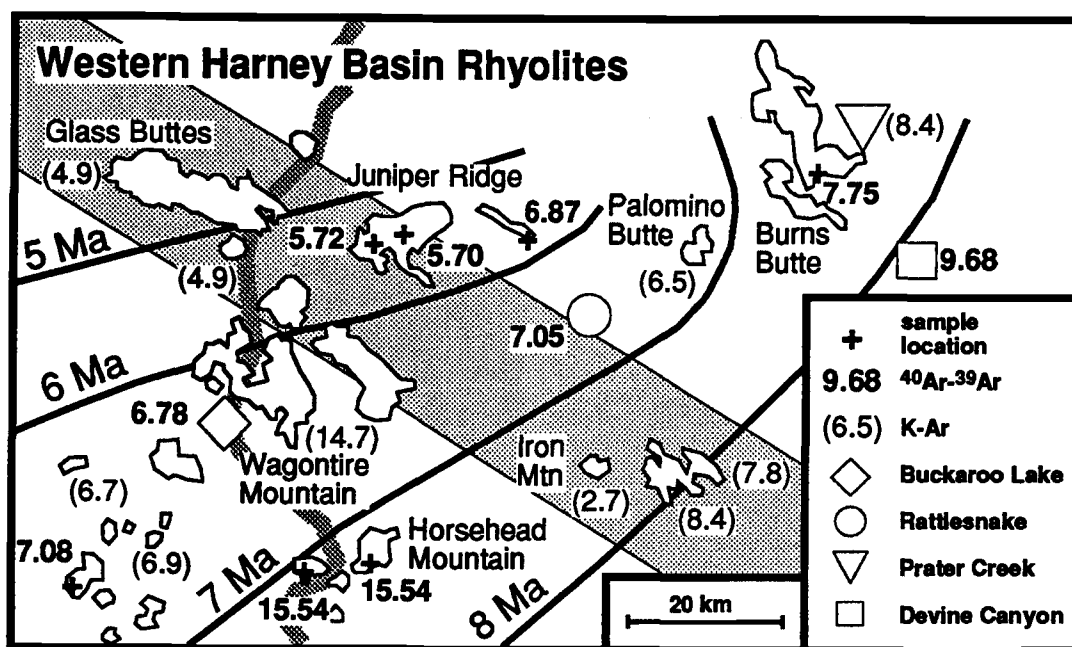 Western Harney Basin Rhyolites
Glass Buttes
(4.9)
Juniper Ridge
(8.4)
7.75
6.87
Palomino
Butte
(6.5)
Burns
Butte
9.68
5 Ma
5.72
5.70
(4.9)
7.05
6 Ma
6.78
(14.7)
Wagontire
Mountain
(6.7)
Iron
Mtn
(2.7)
(7.8)
(8.4)
7.08
(6.9)
Horsehead
Mountain
7 Ma
15.54
15.54
8 Ma
20 km
sample
location
9.68 ⁴⁰Ar-³⁹Ar
(6.5) K-Ar
Buckaroo Lake
Rattlesnake
Prater Creek
Devine Canyon